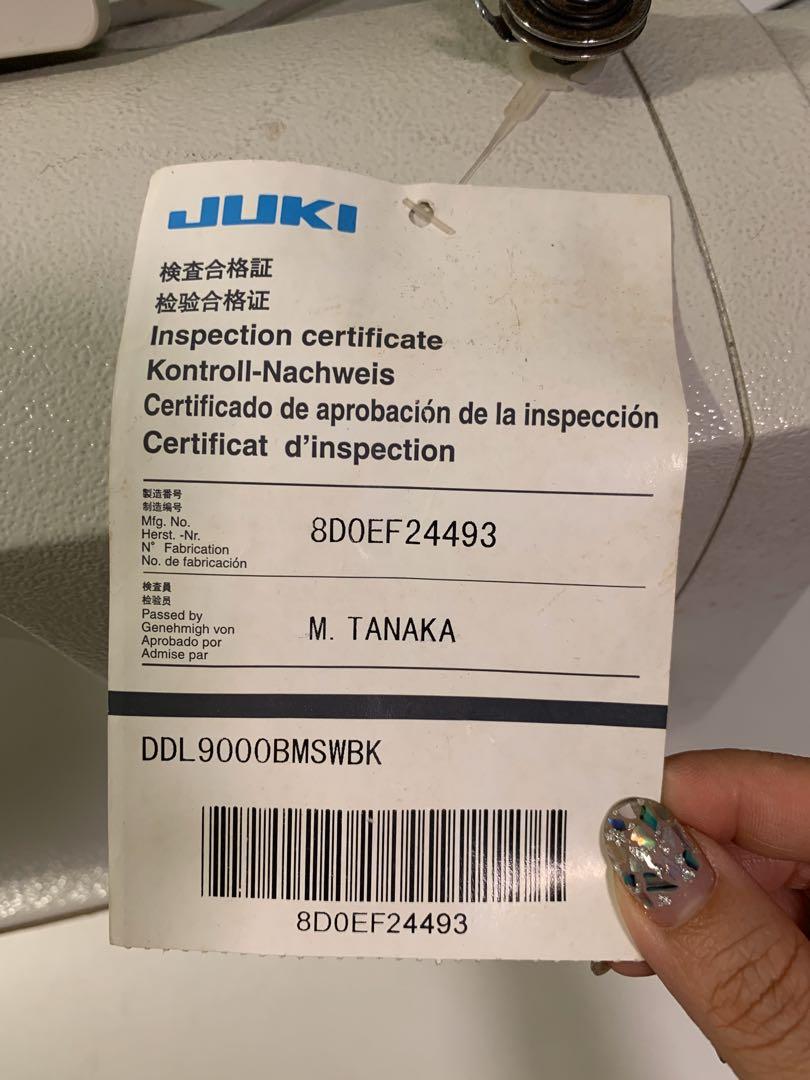 JUKI
検査合格証
检验合格证
Inspection certificate
Kontroll-Nachweis
Certificado de aprobación de la inspección
Certificat d'inspection
製造番号
制造编号
Mfg. No.
Herst. -Nr.
N° Fabrication
No. de fabricación
8D0EF24493
検査員
检验员
Passed by
Genehmigh von
Aprobado por
Admise par
M. TANAKA
DDL9000BMSWBK
8D0EF24493